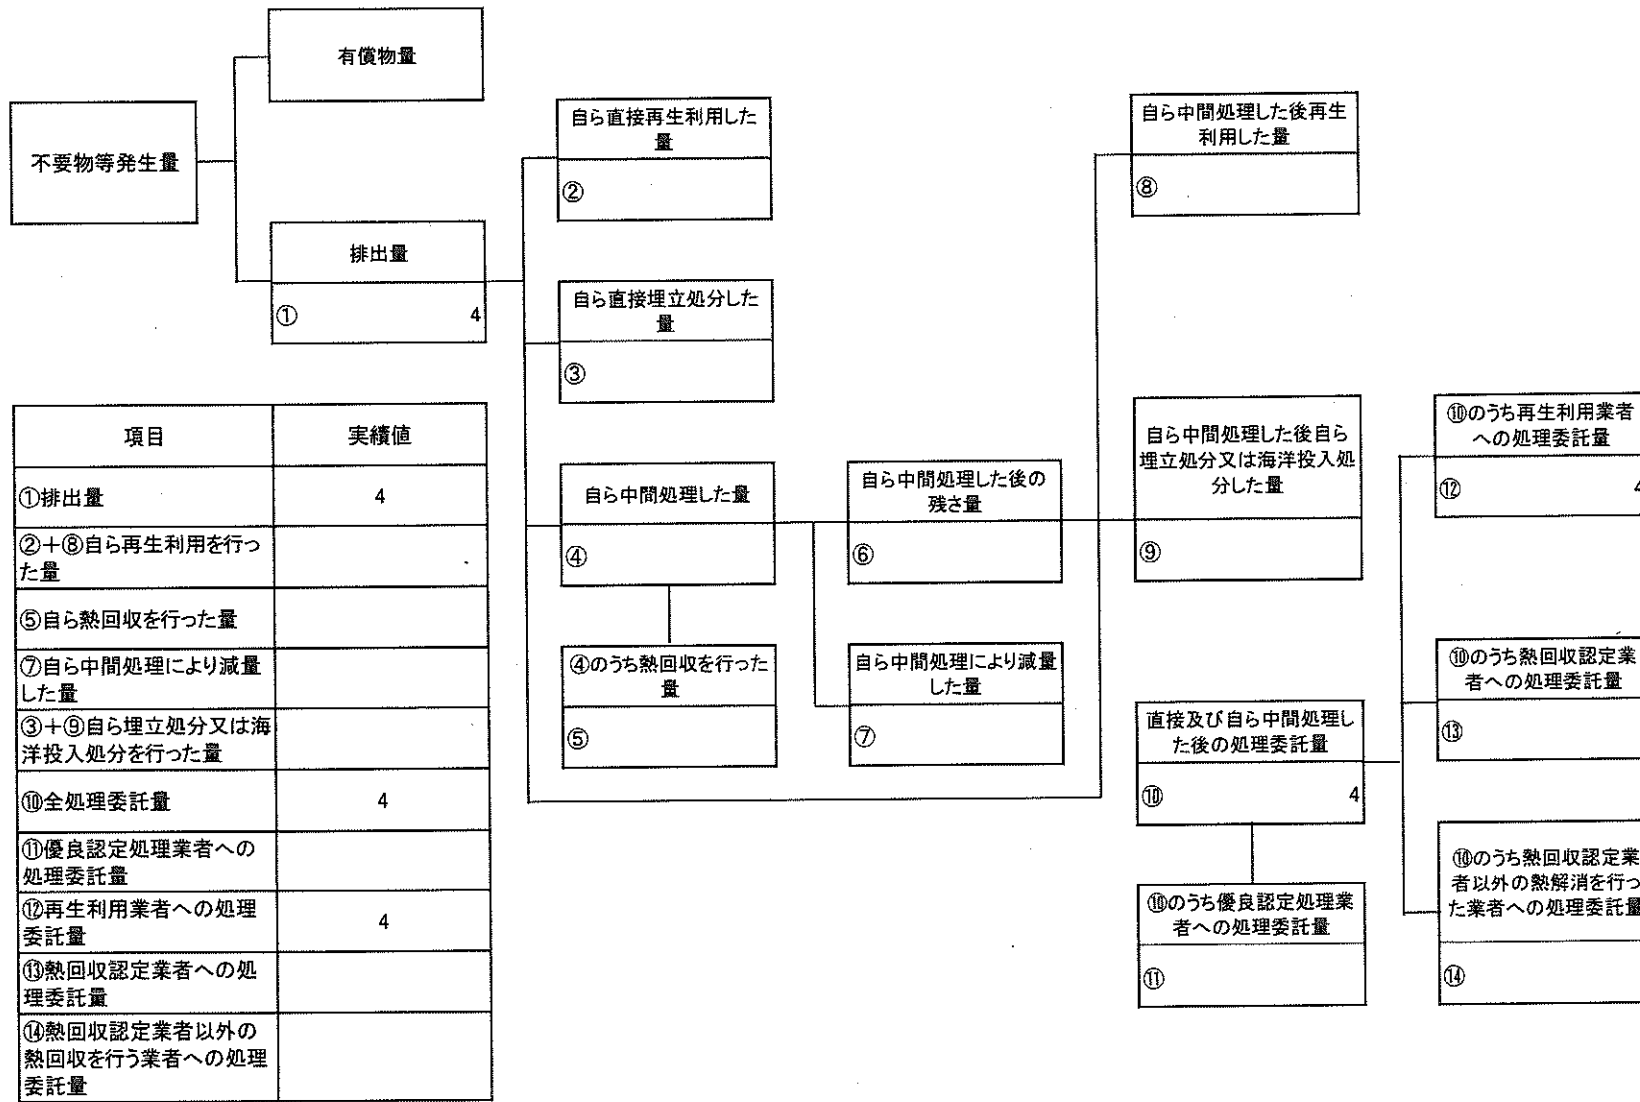 有償物量
不要物等発生量
排出量
① 4
自ら直接再生利用した
量
②
自ら直接埋立処分した
量
③
自ら中間処理した量
④
④のうち熱回収を行った
量
⑤
自ら中間処理した後の
残さ量
⑥
自ら中間処理により減量
した量
⑦
自ら中間処理した後再生
利用した量
⑧
自ら中間処理した後自ら
埋立処分又は海洋投入処
分した量
⑨
直接及び自ら中間処理し
た後の処理委託量
⑩ 4
⑩のうち優良認定処理業
者への処理委託量
⑪
⑩のうち再生利用業者
への処理委託量
⑫ 4
⑩のうち熱回収認定業
者への処理委託量
⑬
⑩のうち熱回収認定業
者以外の熱解消を行っ
た業者への処理委託量
⑭
項目 実績値
①排出量 4
②+⑧自ら再生利用を行っ
た量
⑤自ら熱回収を行った量
⑦自ら中間処理により減量
した量
③+⑨自ら埋立処分又は海
洋投入処分を行った量
⑩全処理委託量 4
⑪優良認定処理業者への
処理委託量
⑫再生利用業者への処理
委託量 4
⑬熱回収認定業者への処
理委託量
⑭熱回収認定業者以外の
熱回収を行う業者への処理
委託量